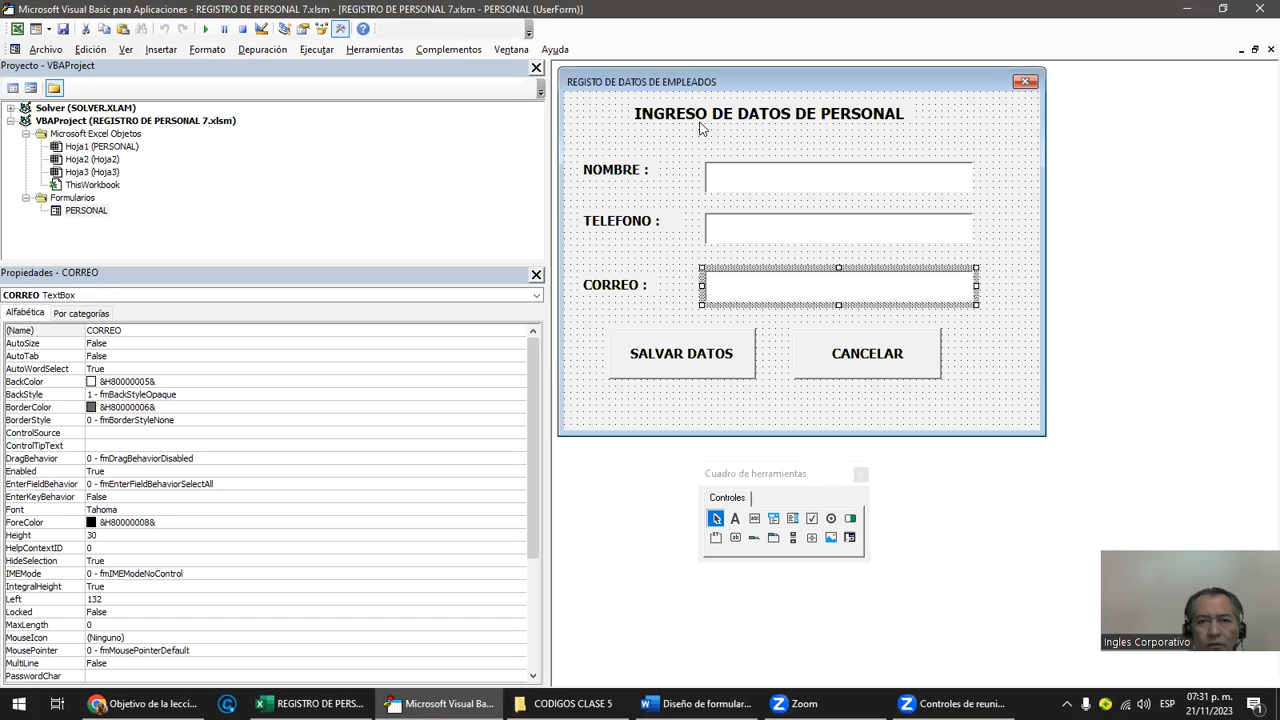 Microsoft Visual Basic para Aplicaciones - REGISTRO DE PERSONAL 7.xlsm - [REGISTRO DE PERSONAL 7.xlsm - PERSONAL (UserForm)]
Archivo Edición Ver Insertar Formato Depuración Ejecutar Herramientas Complementos Ventana Ayuda
Proyecto - VBAProject
Solver (SOLVER.XLAM)
VBAProject (REGISTRO DE PERSONAL 7.xlsm)
Microsoft Excel Objetos
Hoja1 (PERSONAL)
Hoja2 (Hoja2)
Hoja3 (Hoja3)
ThisWorkbook
Formularios
PERSONAL
Propiedades - CORREO
CORREO TextBox
Alfabética Por categorías
(Name) CORREO
AutoSize False
AutoTab False
AutoWordSelect True
BackColor &H80000005&
BackStyle 1 - fmBackStyleOpaque
BorderColor &H80000006&
BorderStyle 0 - fmBorderStyleNone
ControlSource
ControlTipText
DragBehavior 0 - fmDragBehaviorDisabled
Enabled True
EnterFieldBehavior 0 - fmEnterFieldBehaviorSelectAll
EnterKeyBehavior False
Font Tahoma
ForeColor &H80000008&
Height 30
HelpContextID 0
HideSelection True
IMEMode 0 - fmIMEModeNoControl
IntegralHeight True
Left 132
Locked False
MaxLength 0
MouseIcon (Ninguno)
MousePointer 0 - fmMousePointerDefault
MultiLine False
PasswordChar
REGISTO DE DATOS DE EMPLEADOS
INGRESO DE DATOS DE PERSONAL
NOMBRE :
TELEFONO :
CORREO :
SALVAR DATOS CANCELAR
Cuadro de herramientas
Controles
Ingles Corporativo
Objetivo de la lecci... REGISTRO DE PERS... Microsoft Visual Ba... CODIGOS CLASE 5 Diseño de formular... Zoom Controles de reuni... ESP 07:31 p. m.
21/11/2023